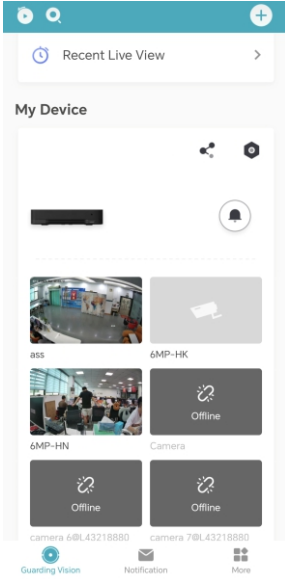 Recent Live View
My Device
ass
6MP-HK
Offline
6MP-HN
Camera
Offline
Offline
camera 6@L43218880
camera 7@L43218880
Guarding Vision
Notification
More